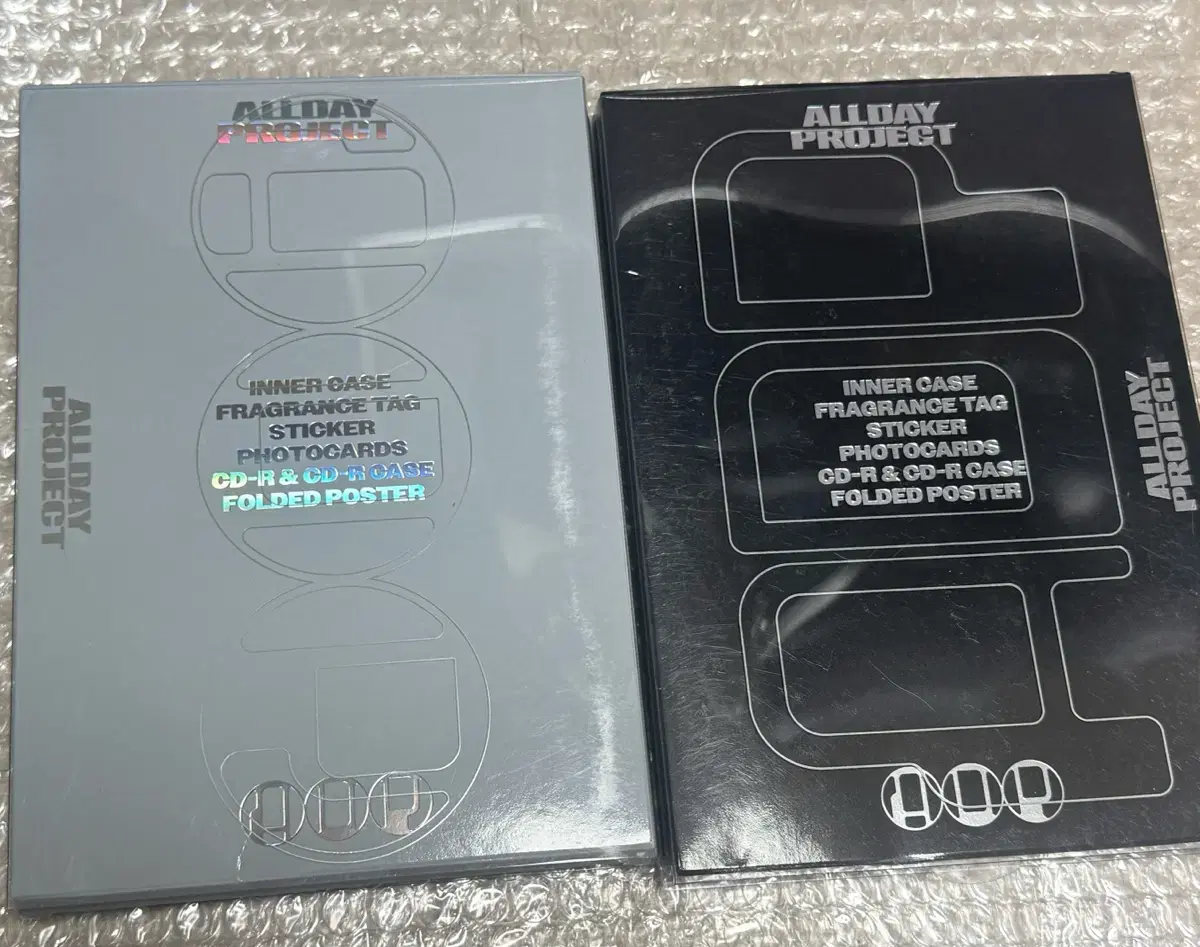 ALLDAY
PROJECT
INNER CASE
FRAGRANCE TAG
STICKER
PHOTOCARDS
CD-R & CD-R CASE
FOLDED POSTER
ALLDAY
PROJECT
ALLDAY
PROJECT
INNER CASE
FRAGRANCE TAG
STICKER
PHOTOCARDS
CD-R & CD-R CASE
FOLDED POSTER
ALLDAY
PROJECT